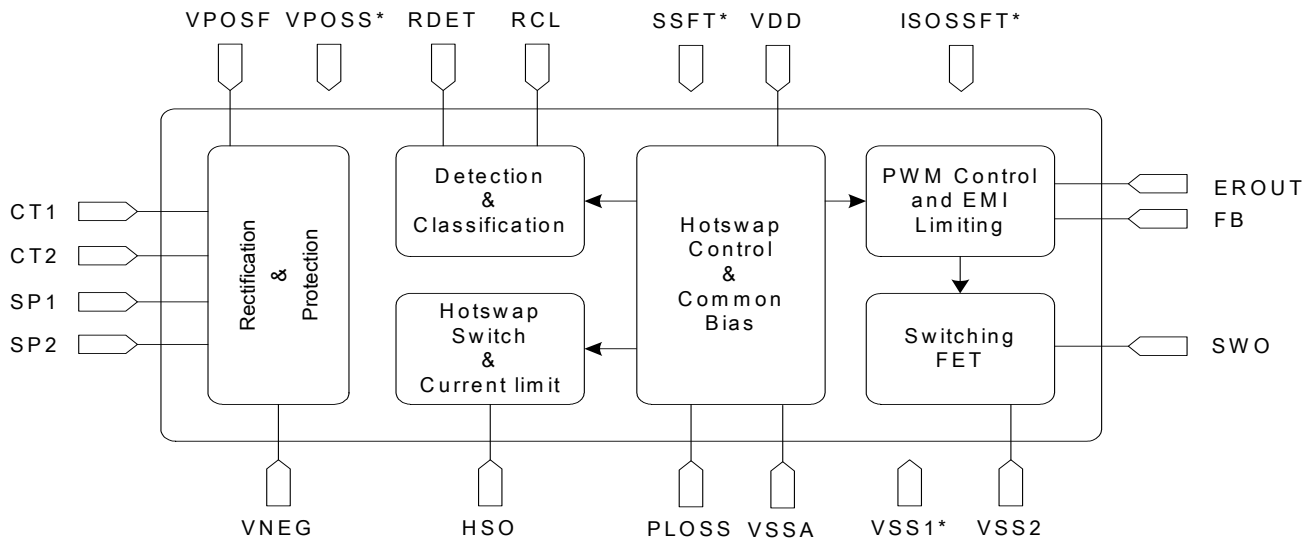 VPOSF VPOSS* RDET RCL SSFT* VDD ISOSSFT*
CT1
CT2
SP1
SP2
Rectification
&
Protection
Detection
&
Classification
Hotswap
Switch
&
Current limit
Hotswap
Control
&
Common
Bias
PWM Control
and EMI
Limiting
Switching
FET
EROUT
FB
SWO
VNEG HSO PLOSS VSSA VSS1* VSS2